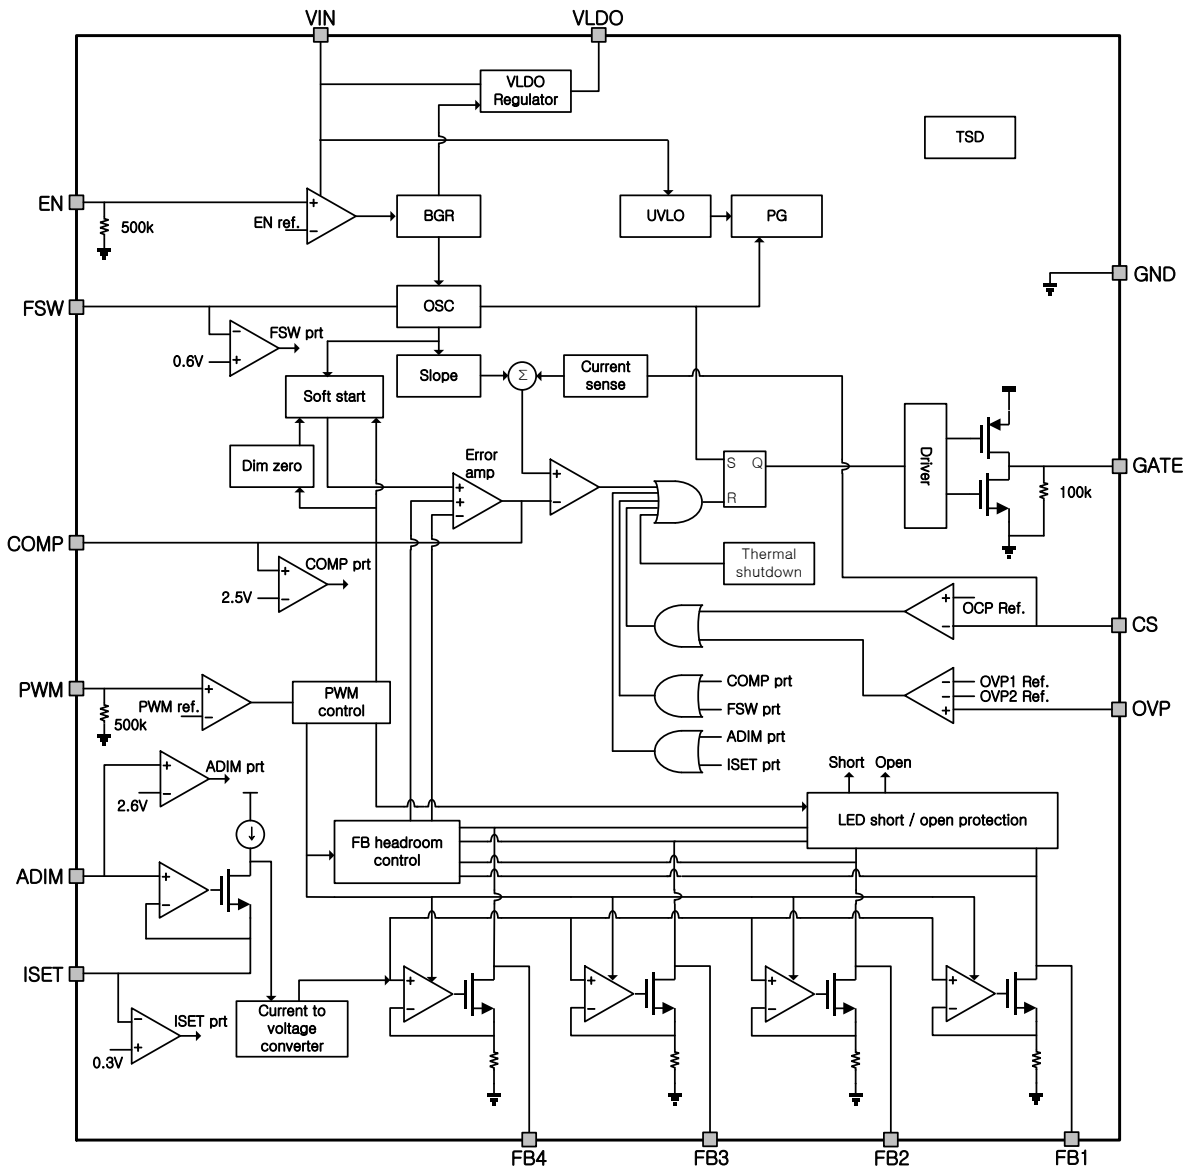 VIN
VLDO
VLDO
Regulator
TSD
EN
500k
EN ref.
+
−
BGR
UVLO
PG
GND
FSW
OSC
FSW prt
−
+
0.6V
Soft start
Slope
Σ
Current
sense
Dim zero
Error
amp
+
+
−
+
−
S
Q
R
Driver
GATE
100k
COMP
COMP prt
+
−
2.5V
Thermal
shutdown
+
OCP Ref.
−
CS
PWM
500k
PWM ref.
+
−
PWM
control
COMP prt
FSW prt
−
OVP1 Ref.
−
OVP2 Ref.
+
OVP
ADIM prt
ISET prt
ADIM prt
+
−
2.6V
Short
Open
LED short / open protection
FB headroom
control
ADIM
+
−
ISET
ISET prt
−
+
0.3V
Current to
voltage
converter
+
−
+
−
+
−
+
−
FB4
FB3
FB2
FB1